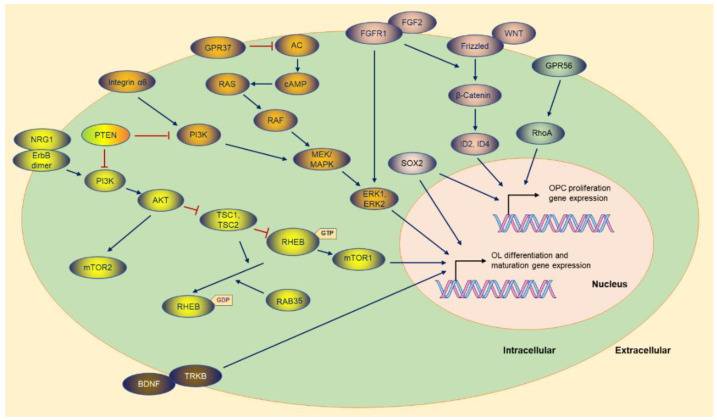 FGF2
FGFR1
WNT
Frizzled
GPR37
AC
GPR56
Integrin α6
RAS
cAMP
β-Catenin
RAF
NRG1
PTEN
PI3K
RhoA
ErbB
dimer
ID2, ID4
MEK/
MAPK
SOX2
PI3K
AKT
ERK1,
ERK2
OPC proliferation
gene expression
TSC1,
TSC2
GTP
RHEB
mTOR2
mTOR1
OL differentiation and
maturation gene expression
Nucleus
RHEB
GDP
RAB35
Intracellular
Extracellular
TRKB
BDNF